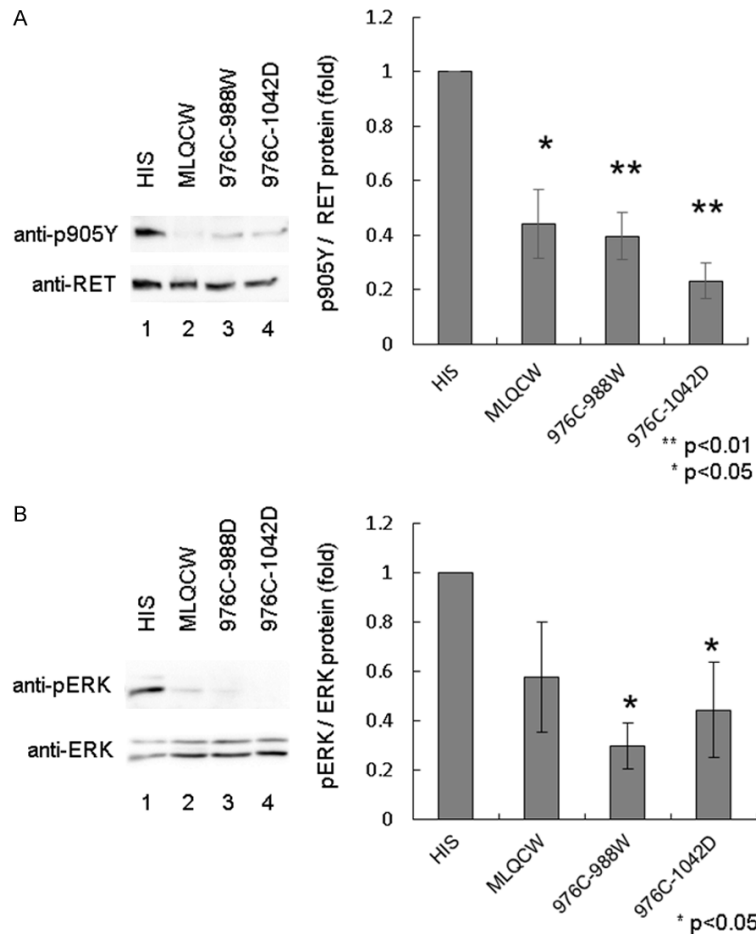 A
HIS
MLQCW
976C-988W
976C-1042D
anti-p905Y
anti-RET
1 2 3 4
p905Y / RET protein (fold)
1.2
1
0.8
0.6
0.4
0.2
0
*
**
**
HIS
MLQCW
976C-988W
976C-1042D
** p<0.01
* p<0.05
B
HIS
MLQCW
976C-988D
976C-1042D
anti-pERK
anti-ERK
1 2 3 4
pERK / ERK protein (fold)
1.2
1
0.8
0.6
0.4
0.2
0
*
*
HIS
MLQCW
976C-988W
976C-1042D
* p<0.05